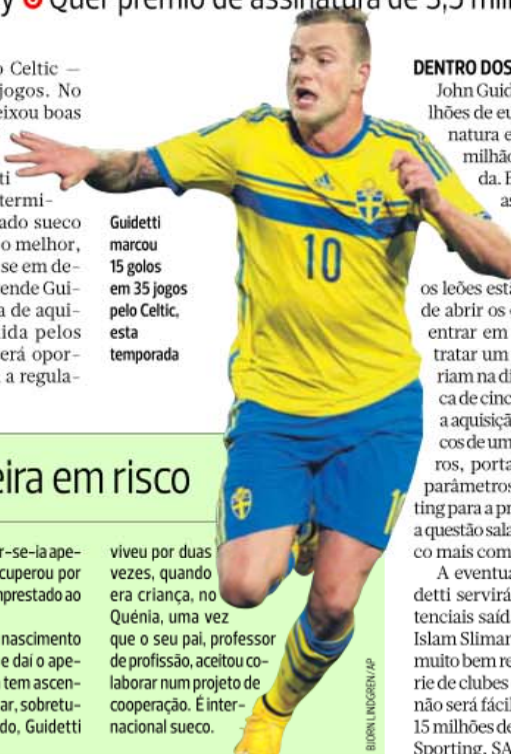 y Quer prémio de assinatura de 3,5 mil
o Celtic —
jogos. No
eixou boas
ti
termi-
ado sueco
o melhor,
se em de-
ende Gui-
a de aqui-
ida pelos
erá opor-
a regula-
Guidetti
marcou
15 golos
em 35 jogos
pelo Celtic,
esta
temporada
adidas
10
10
DENTRO DOS
John Guid
lhões de eu
natura e
milhão
da. E
as
os leões está
de abrir os
entrar em
tratar um
riam na di
ca de cinc
a aquisiçã
cos de um
ros, porta
parâmetros
ting para a pr
a questão sala
co mais com
A eventua
detti servirá
tenciais saíd
Islam Sliman
muito bem re
rie de clubes
não será fácil
15 milhões de
Sporting, SA
eira em risco
r-se-ia ape-
cuperou por
mprestado ao
nascimento
e daí o ape-
tem ascen-
ar, sobretu-
do, Guidetti
viveu por duas
vezes, quando
era criança, no
Quénia, uma vez
que o seu pai, professor
de profissão, aceitou co-
laborar num projeto de
cooperação. É inter-
nacional sueco.
BJORN LINDGREN/AP